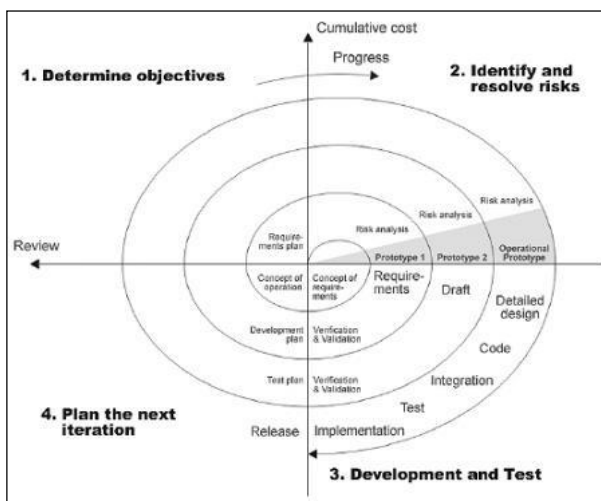 Cumulative cost
Progress
1. Determine objectives
2. Identify and
resolve risks
Risk analysis
Risk analysis
Risk analysis
Require-
ments plan
Review
Prototype 1
Prototype 2
Operational
Prototype
Concept of
operation
Concept of
require-
ments
Require-
ments
Draft
Detailed
design
Development
plan
Verification
& Validation
Code
Test plan
Verification
& Validation
Integration
Test
4. Plan the next
iteration
Release
Implementation
3. Development and Test